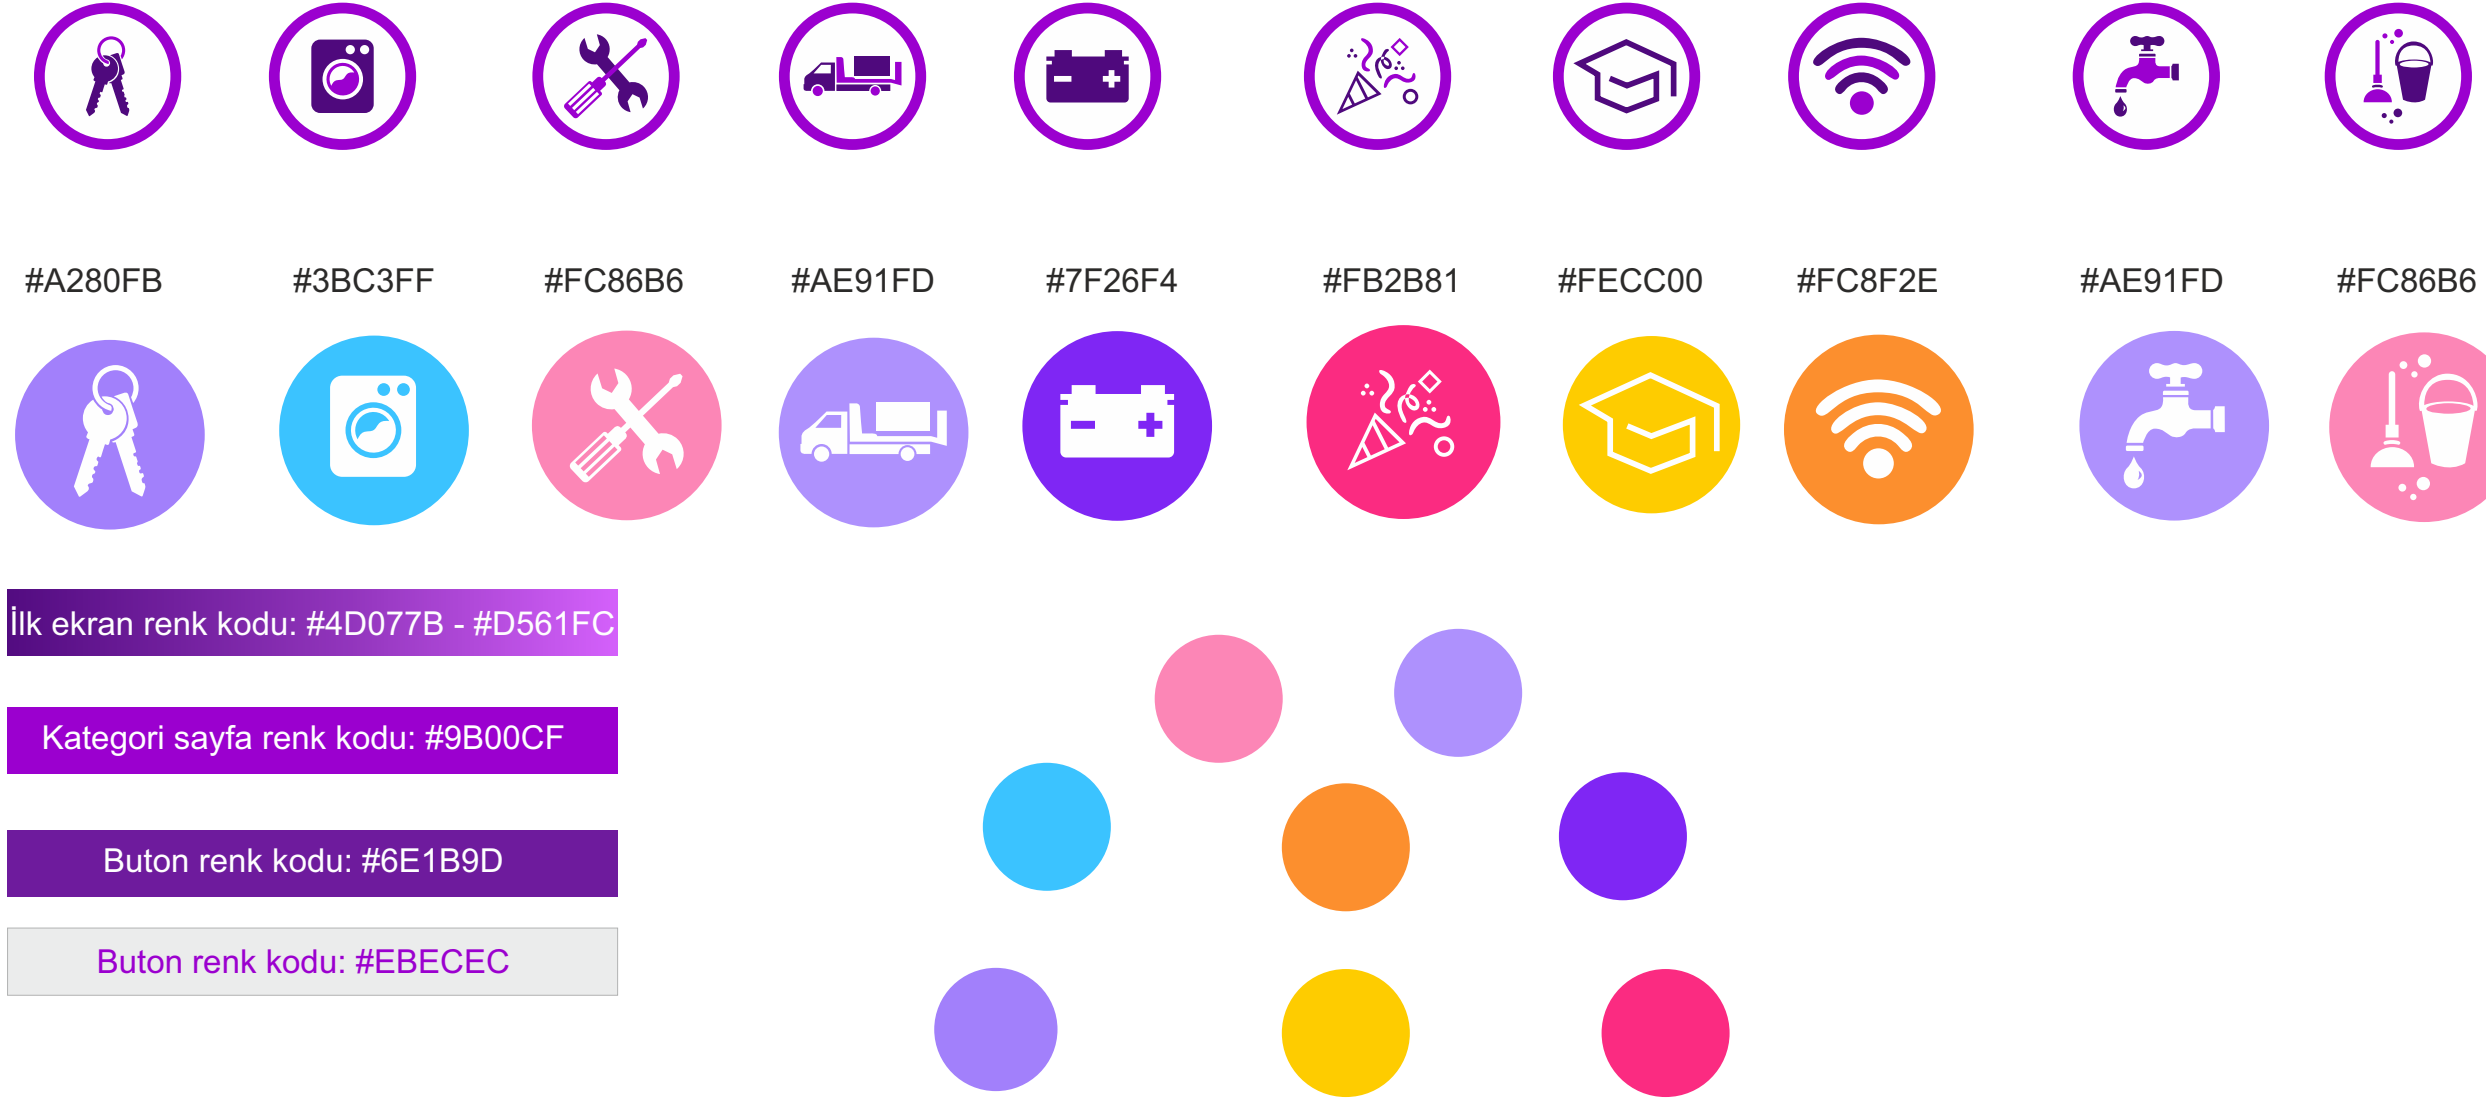 #A280FB
#3BC3FF
#FC86B6
#AE91FD
#7F26F4
#FB2B81
#FECC00
#FC8F2E
#AE91FD
#FC86B6
İlk ekran renk kodu: #4D077B - #D561FC
Kategori sayfa renk kodu: #9B00CF
Buton renk kodu: #6E1B9D
Buton renk kodu: #EBECEC